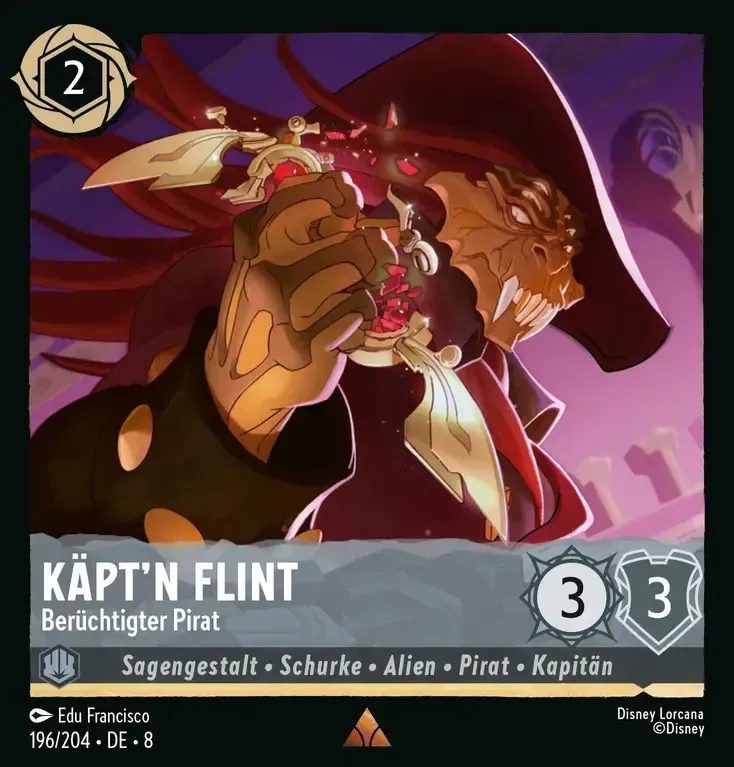 2
KÄPT'N FLINT
Berüchtigter Pirat
3
3
Sagengestalt • Schurke • Alien • Pirat • Kapitän
Edu Francisco
196/204 • DE • 8
Disney Lorcana
©Disney